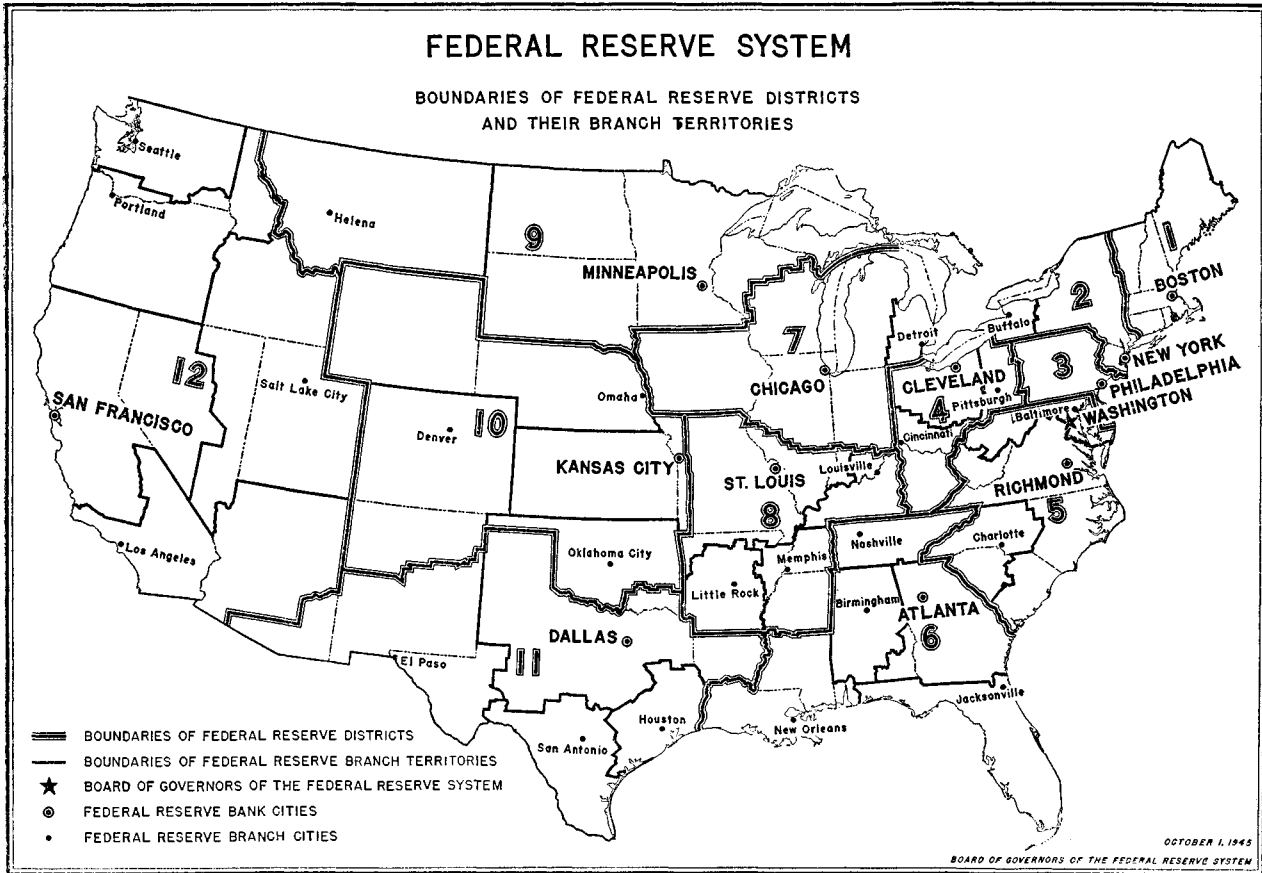 FEDERAL RESERVE SYSTEM
BOUNDARIES OF FEDERAL RESERVE DISTRICTS
AND THEIR BRANCH TERRITORIES
Seattle
Portland
Helena
9
MINNEAPOLIS
1
BOSTON
2
Buffalo
Detroit
7
CHICAGO
CLEVELAND
4
Pittsburgh
3
NEW YORK
PHILADELPHIA
WASHINGTON
Baltimore
Cincinnati
12
SAN FRANCISCO
Salt Lake City
Omaha
10
Denver
KANSAS CITY
ST. LOUIS
8
Louisville
RICHMOND
5
Los Angeles
Oklahoma City
Memphis
Nashville
Charlotte
Little Rock
Birmingham
ATLANTA
6
DALLAS
11
El Paso
Houston
San Antonio
New Orleans
Jacksonville
BOUNDARIES OF FEDERAL RESERVE DISTRICTS
BOUNDARIES OF FEDERAL RESERVE BRANCH TERRITORIES
BOARD OF GOVERNORS OF THE FEDERAL RESERVE SYSTEM
FEDERAL RESERVE BANK CITIES
FEDERAL RESERVE BRANCH CITIES
OCTOBER 1, 1945
BOARD OF GOVERNORS OF THE FEDERAL RESERVE SYSTEM